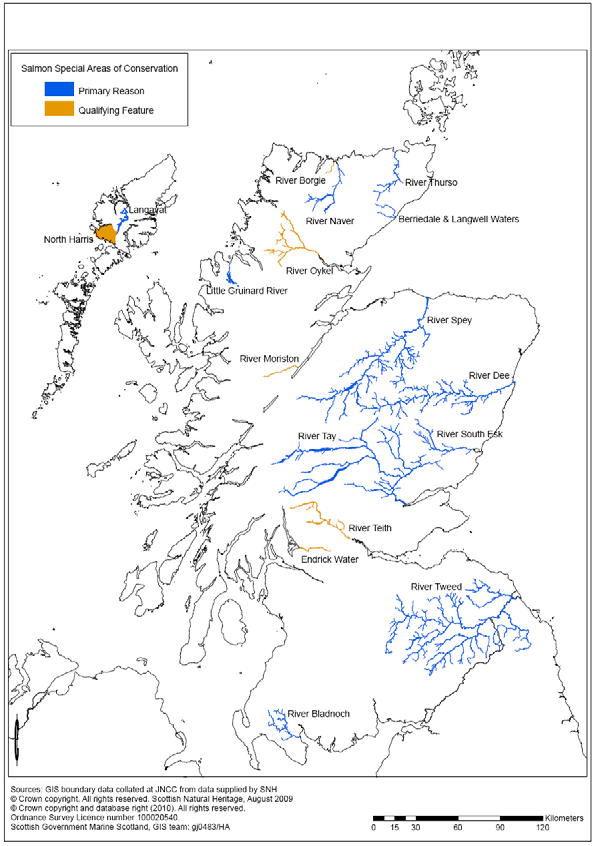 Salmon Special Areas of Conservation
Primary Reason
Qualifying Feature
River Borgie
River Thurso
Langavat
River Naver
Berriedale & Langwell Waters
North Harris
River Oykel
Little Gruinard River
River Spey
River Moriston
River Dee
River Tay
River South Esk
River Teith
Endrick Water
River Tweed
River Bladnoch
Sources: GIS boundary data collated at JNCC from data supplied by SNH
© Crown copyright. All rights reserved. Scottish Natural Heritage, August 2009
© Crown copyright and database right (2010). All rights reserved.
Ordnance Survey Licence number 100020540.
Scottish Government Marine Scotland, GIS team: gj0483/HA
Kilometers
0 15 30 60 90 120